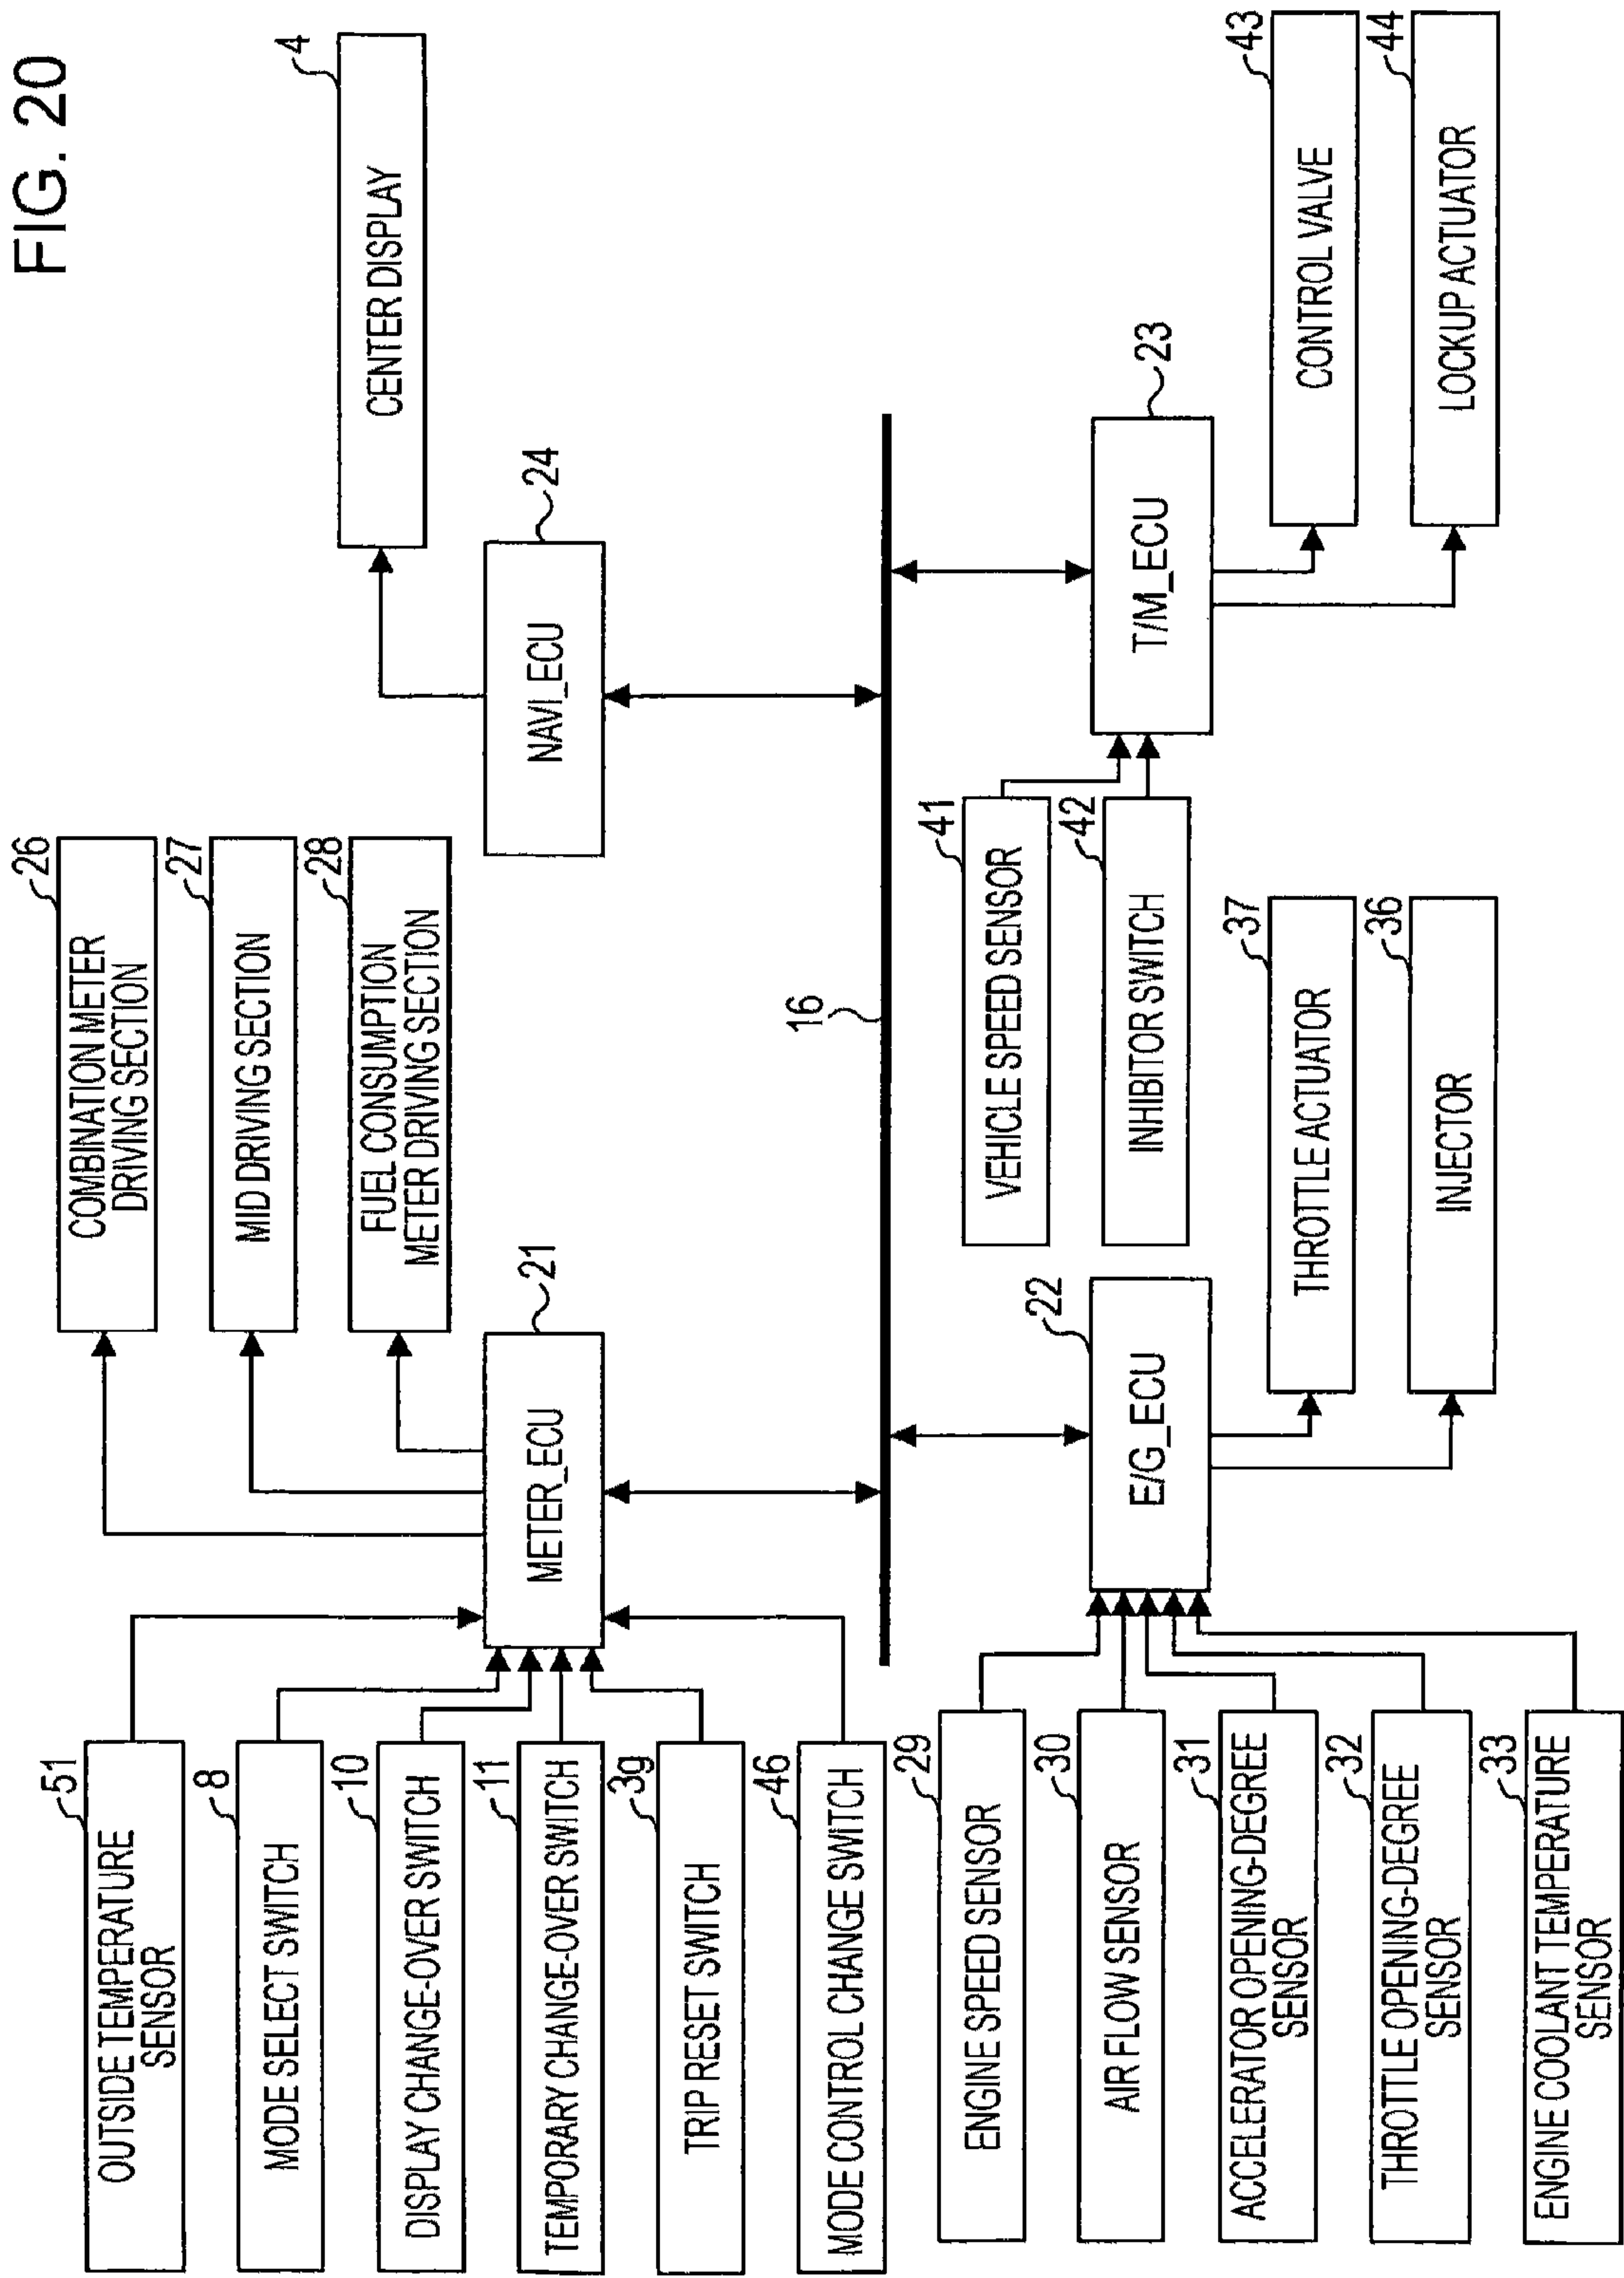 FIG. 20
51
OUTSIDE TEMPERATURE
SENSOR
8
MODE SELECT SWITCH
10
DISPLAY CHANGE-OVER SWITCH
11
TEMPORARY CHANGE-OVER SWITCH
3g
TRIP RESET SWITCH
46
MODE CONTROL CHANGE SWITCH
21
METER_ECU
26
COMBINATION METER
DRIVING SECTION
27
MID DRIVING SECTION
28
FUEL CONSUMPTION
METER DRIVING SECTION
24
NAVI_ECU
4
CENTER DISPLAY
16
29
ENGINE SPEED SENSOR
30
AIR FLOW SENSOR
31
ACCELERATOR OPENING-DEGREE
SENSOR
32
THROTTLE OPENING-DEGREE
SENSOR
33
ENGINE COOLANT TEMPERATURE
SENSOR
22
E/G_ECU
37
THROTTLE ACTUATOR
36
INJECTOR
41
VEHICLE SPEED SENSOR
42
INHIBITOR SWITCH
23
T/M_ECU
43
CONTROL VALVE
44
LOCKUP ACTUATOR